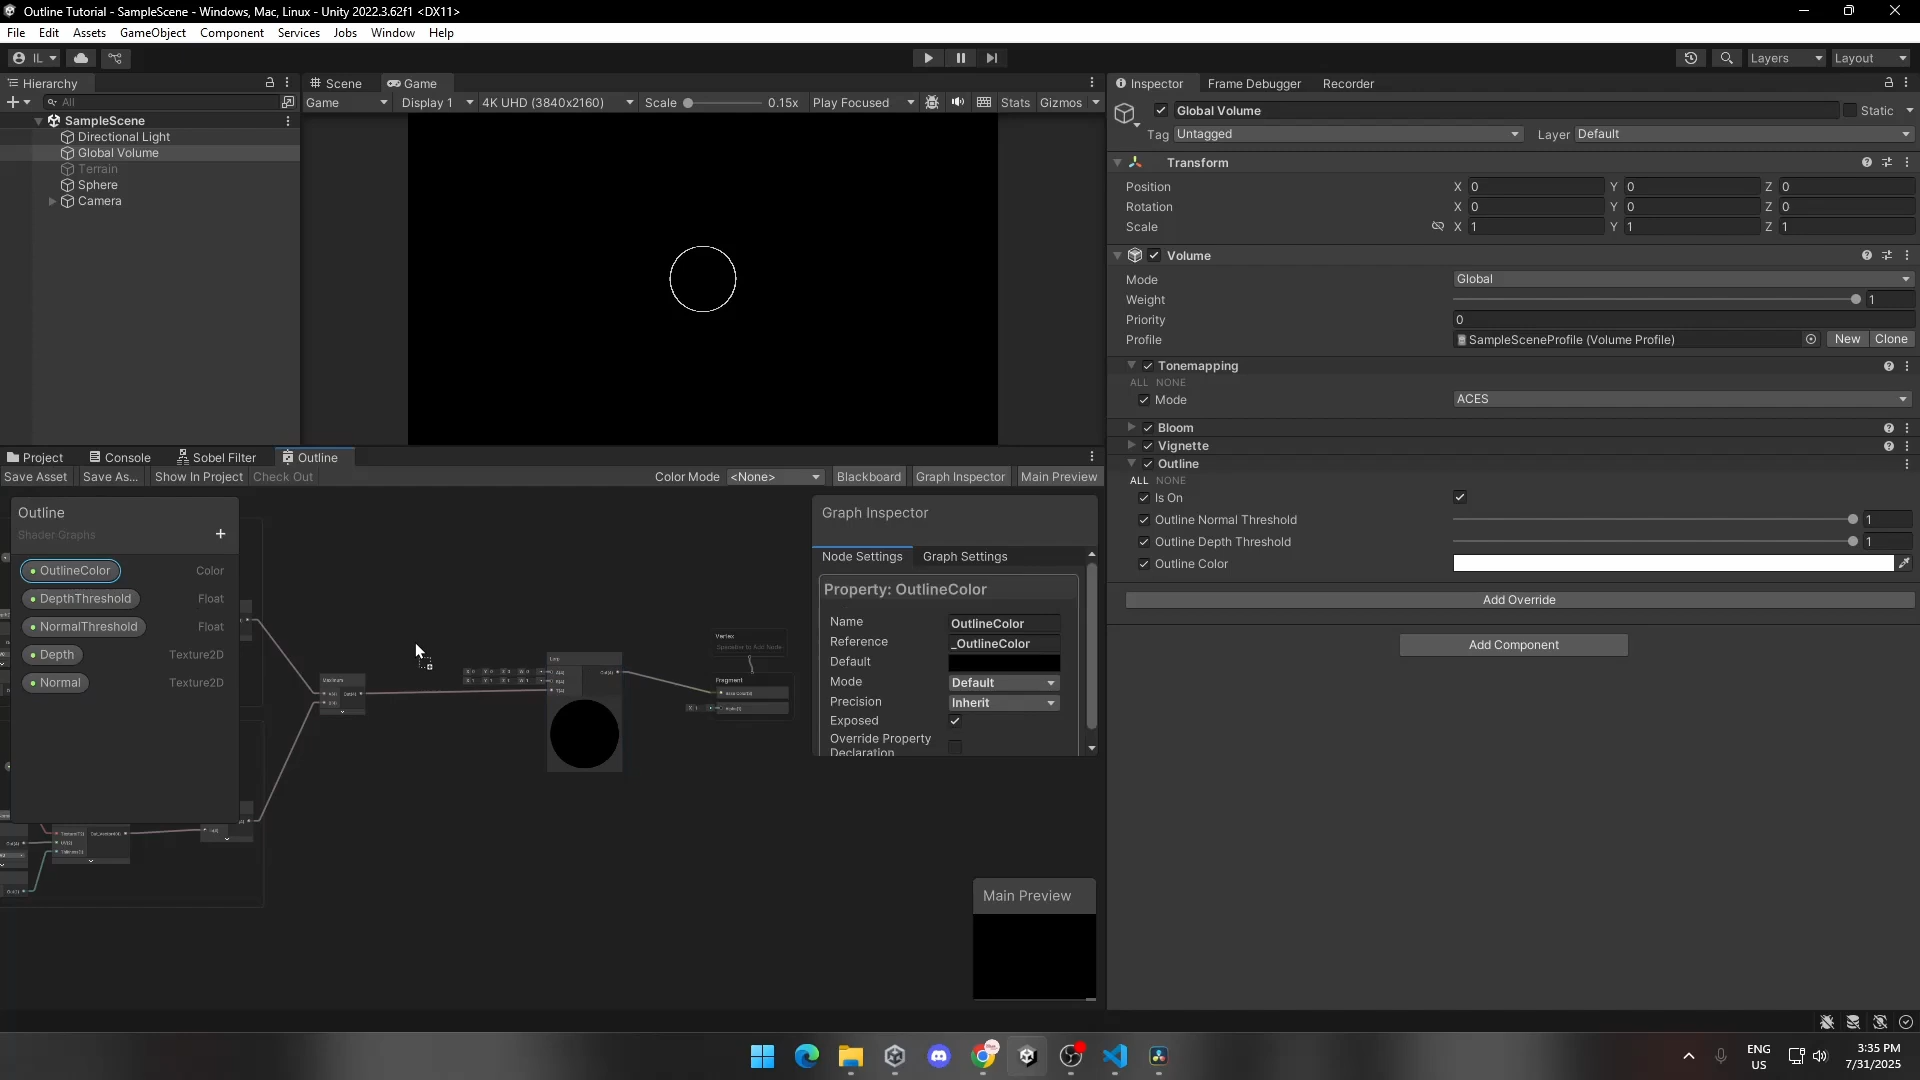 Outline Tutorial - SampleScene - Windows, Mac, Linux - Unity 2022.3.62f1 <DX11>
File Edit Assets GameObject Component Services Jobs Window Help
IL
Layers
Layout
Hierarchy
All
SampleScene
Directional Light
Global Volume
Terrain
Sphere
Camera
Scene
Game
Game
Display 1
4K UHD (3840x2160)
Scale
0.15x
Play Focused
Stats
Gizmos
Inspector
Frame Debugger
Recorder
Global Volume
Static
Tag
Untagged
Layer
Default
Transform
Position X 0 Y 0 Z 0
Rotation X 0 Y 0 Z 0
Scale X 1 Y 1 Z 1
Volume
Mode Global
Weight 1
Priority 0
Profile SampleSceneProfile (Volume Profile) New Clone
Tonemapping
ALL NONE
Mode ACES
Bloom
Vignette
Outline
ALL NONE
Is On
Outline Normal Threshold 1
Outline Depth Threshold 1
Outline Color
Add Override
Add Component
Project
Console
Sobel Filter
Outline
Save Asset
Save As...
Show In Project
Check Out
Color Mode
<None>
Blackboard
Graph Inspector
Main Preview
Outline
Shader Graphs
OutlineColor Color
DepthThreshold Float
NormalThreshold Float
Depth Texture2D
Normal Texture2D
Maximum
Lerp
Vertex
Fragment
Graph Inspector
Node Settings
Graph Settings
Property: OutlineColor
Name OutlineColor
Reference _OutlineColor
Default
Mode Default
Precision Inherit
Exposed
Override Property
Declaration
Main Preview
ENG
US
3:35 PM
7/31/2025